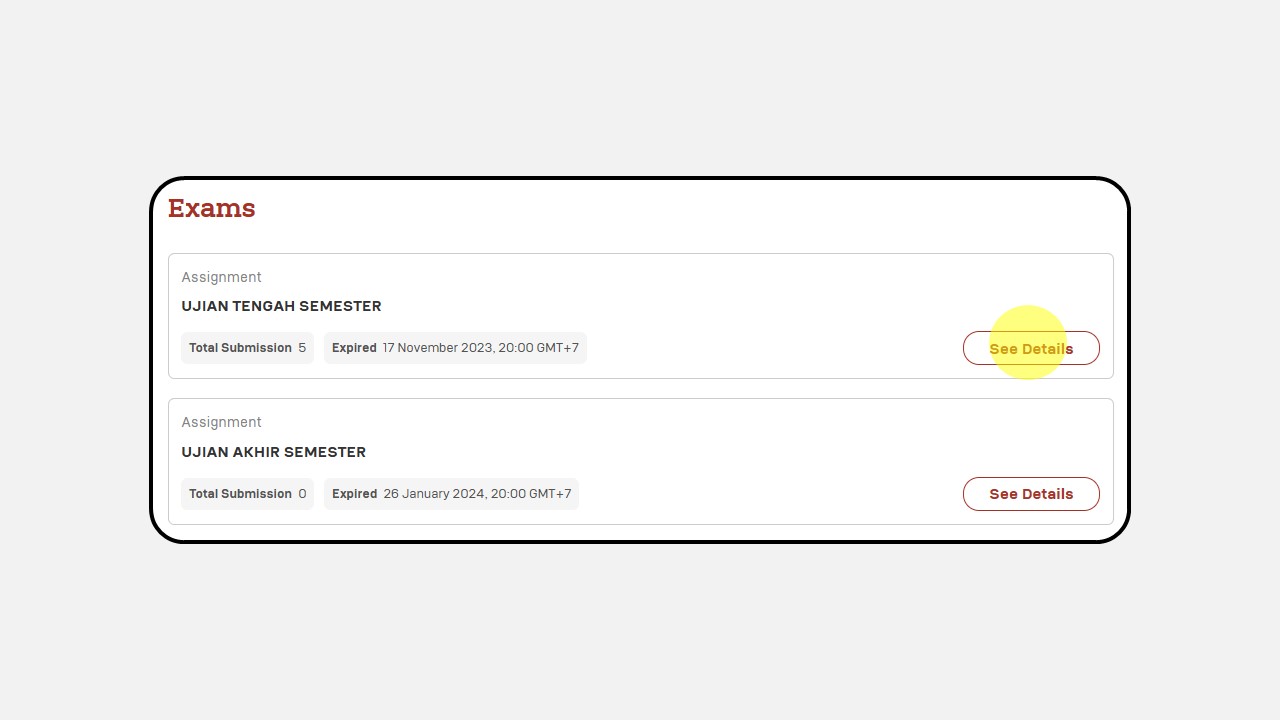 Exams
Assignment
UJIAN TENGAH SEMESTER
Total Submission 5 Expired 17 November 2023, 20:00 GMT+7
See Details
Assignment
UJIAN AKHIR SEMESTER
Total Submission 0 Expired 26 January 2024, 20:00 GMT+7
See Details